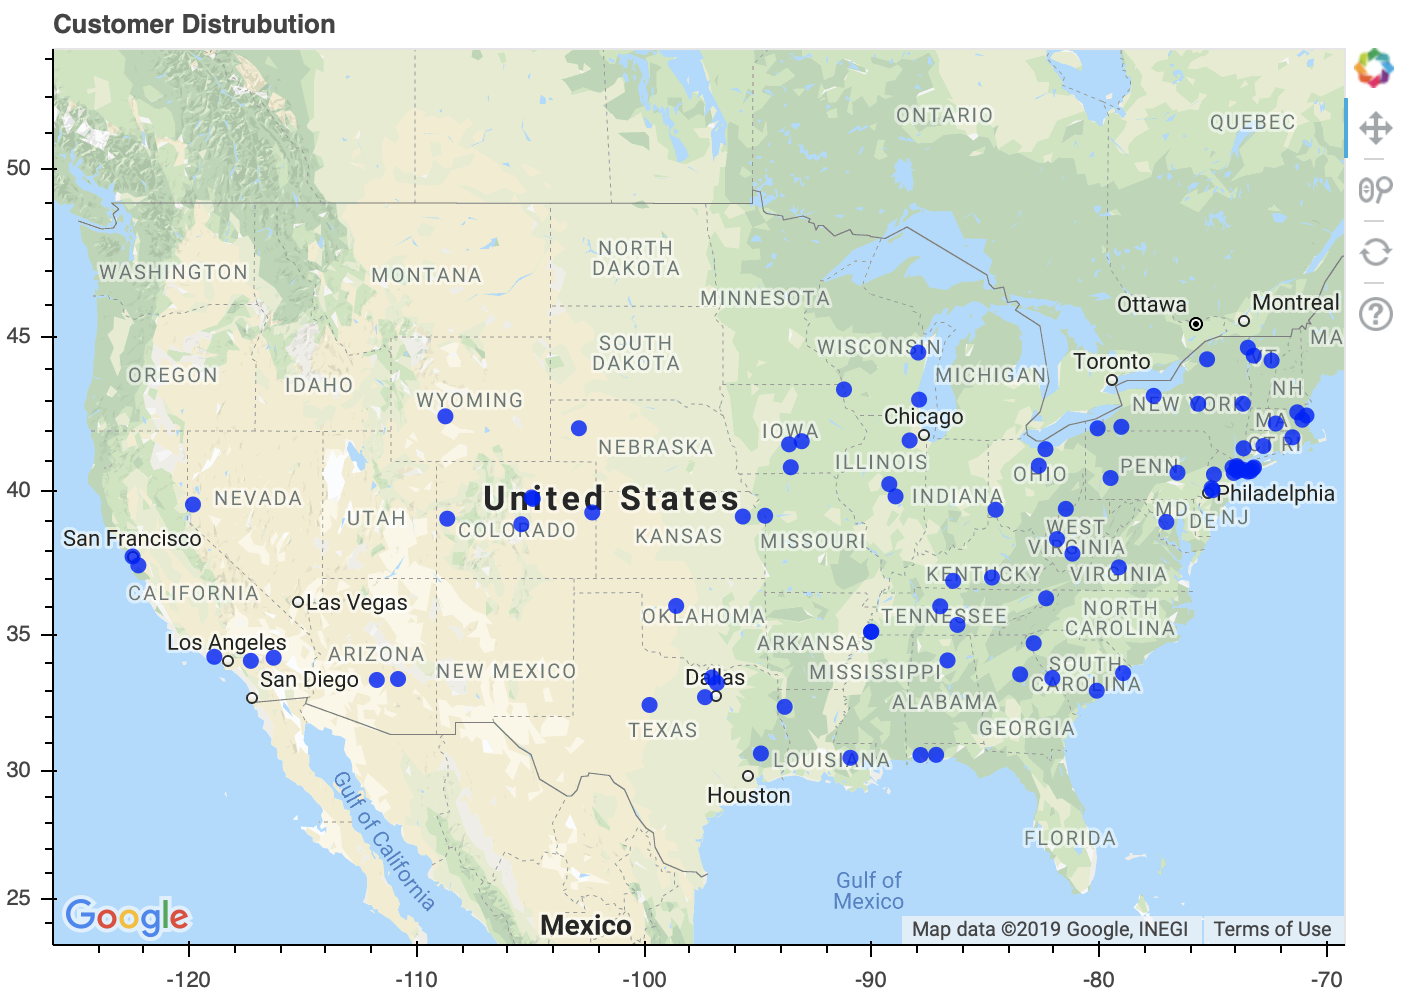 Customer Distrubution
ONTARIO
QUEBEC
50
NORTH
DAKOTA
WASHINGTON
MONTANA
MINNESOTA
Ottawa
Montreal
45
MA
SOUTH
DAKOTA
WISCONSIN
Toronto
VT
OREGON
IDAHO
MICHIGAN
NH
WYOMING
NEW YORK
Chicago
MA
IOWA
NEBRASKA
CT RI
ILLINOIS
OHIO
PENN
40
NEVADA
United States
INDIANA
Philadelphia
UTAH
COLORADO
MD
DE
NJ
San Francisco
KANSAS
MISSOURI
WEST
VIRGINIA
KENTUCKY
VIRGINIA
CALIFORNIA
Las Vegas
OKLAHOMA
TENNESSEE
NORTH
CAROLINA
35
Los Angeles
ARIZONA
NEW MEXICO
ARKANSAS
MISSISSIPPI
SOUTH
CAROLINA
San Diego
Dallas
ALABAMA
TEXAS
GEORGIA
30
LOUISIANA
Houston
Gulf of California
FLORIDA
25
Gulf of
Mexico
Google
Mexico
Map data ©2019 Google, INEGI
Terms of Use
-120
-110
-100
-90
-80
-70